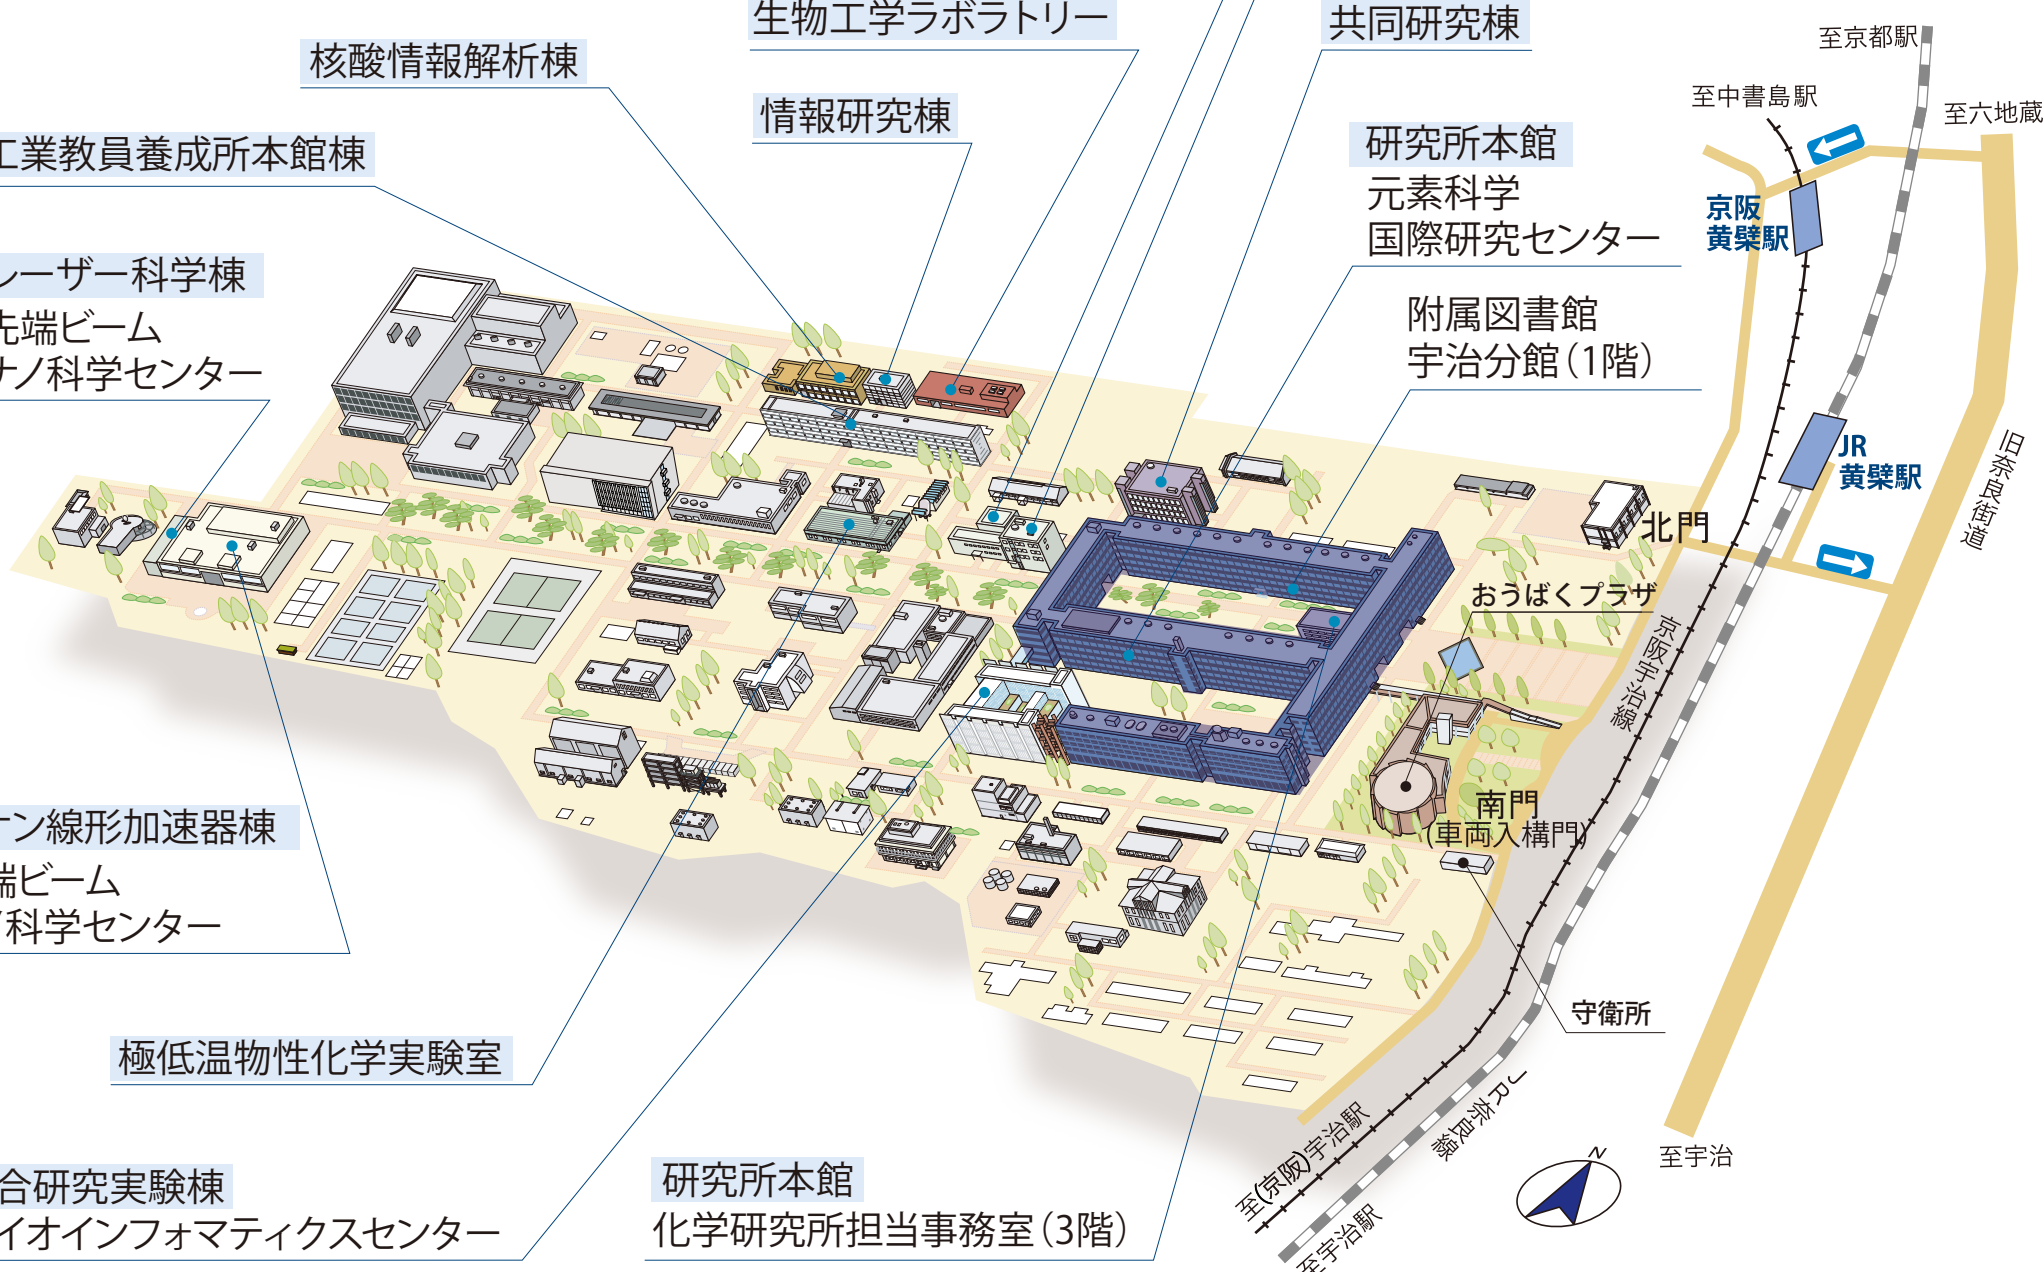 生物工学ラボラトリー
共同研究棟
核酸情報解析棟
情報研究棟
工業教員養成所本館棟
研究所本館
元素科学
国際研究センター
レーザー科学棟
先端ビーム
ナノ科学センター
附属図書館
宇治分館(1階)
至京都駅
至中書島駅
至六地蔵
京阪
黄檗駅
JR
黄檗駅
旧奈良街道
北門
おうばくプラザ
京阪宇治線
南門
(車両入構門)
線形加速器棟
端ビーム
科学センター
守衛所
極低温物性化学実験室
合研究実験棟
イオインフォマティクスセンター
研究所本館
化学研究所担当事務室(3階)
JR奈良線
至(京阪)宇治駅
至宇治駅
至宇治
N